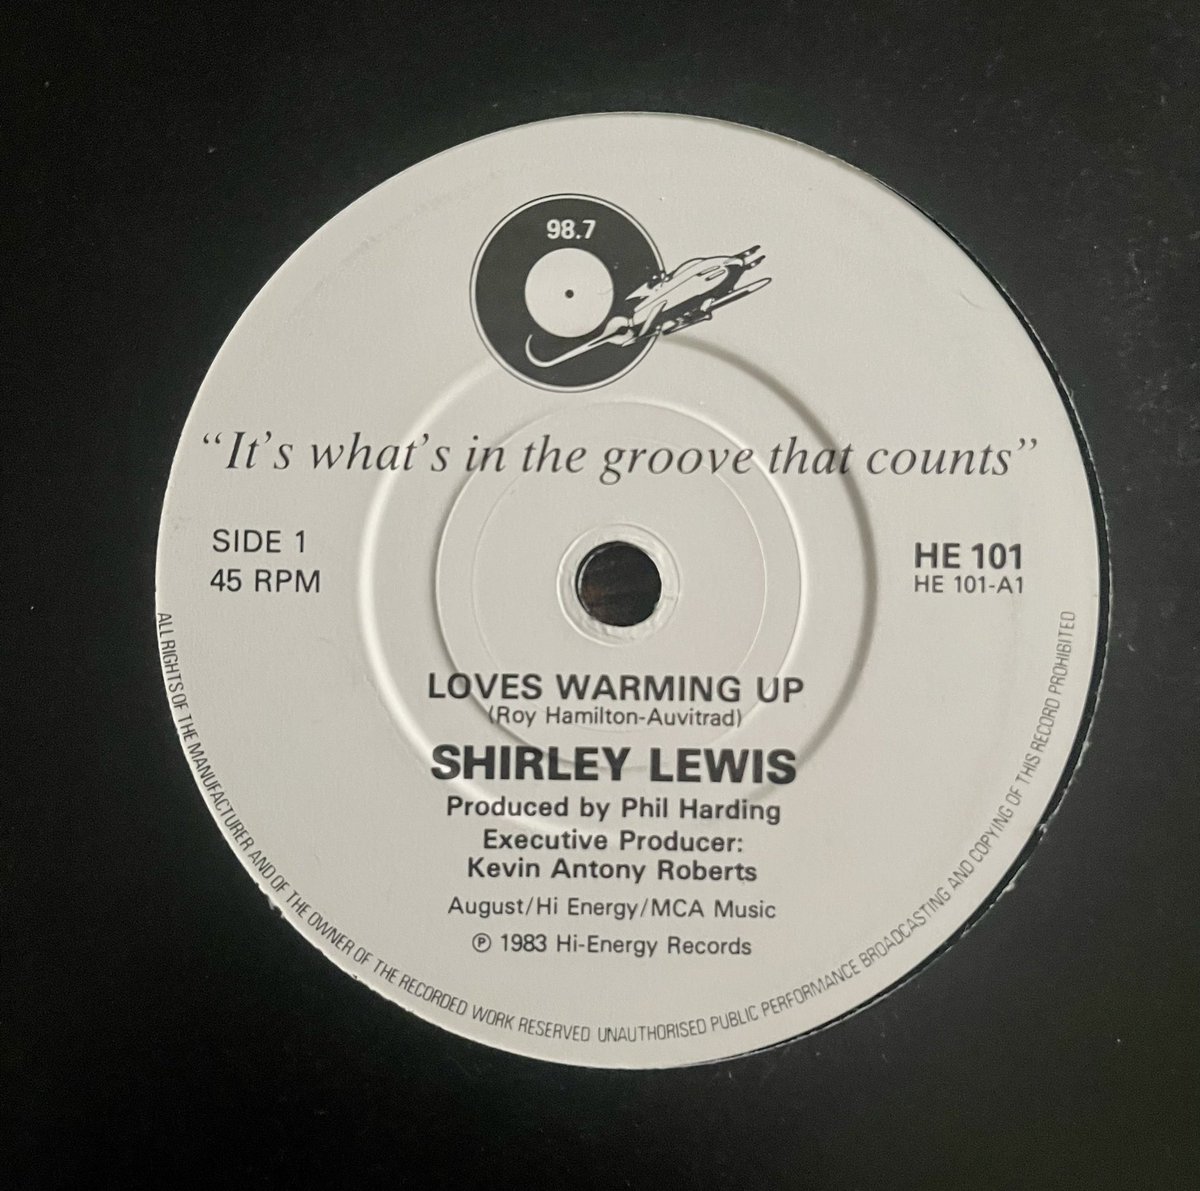 98.7
“It’s what’s in the groove that counts”
SIDE 1
45 RPM
HE 101
HE 101-A1
LOVES WARMING UP
(Roy Hamilton-Auvitrad)
SHIRLEY LEWIS
Produced by Phil Harding
Executive Producer:
Kevin Antony Roberts
August/Hi Energy/MCA Music
℗ 1983 Hi-Energy Records
ALL RIGHTS OF THE MANUFACTURER AND OF THE OWNER OF THE RECORDED WORK RESERVED UNAUTHORISED PUBLIC PERFORMANCE BROADCASTING AND COPYING OF THIS RECORD PROHIBITED